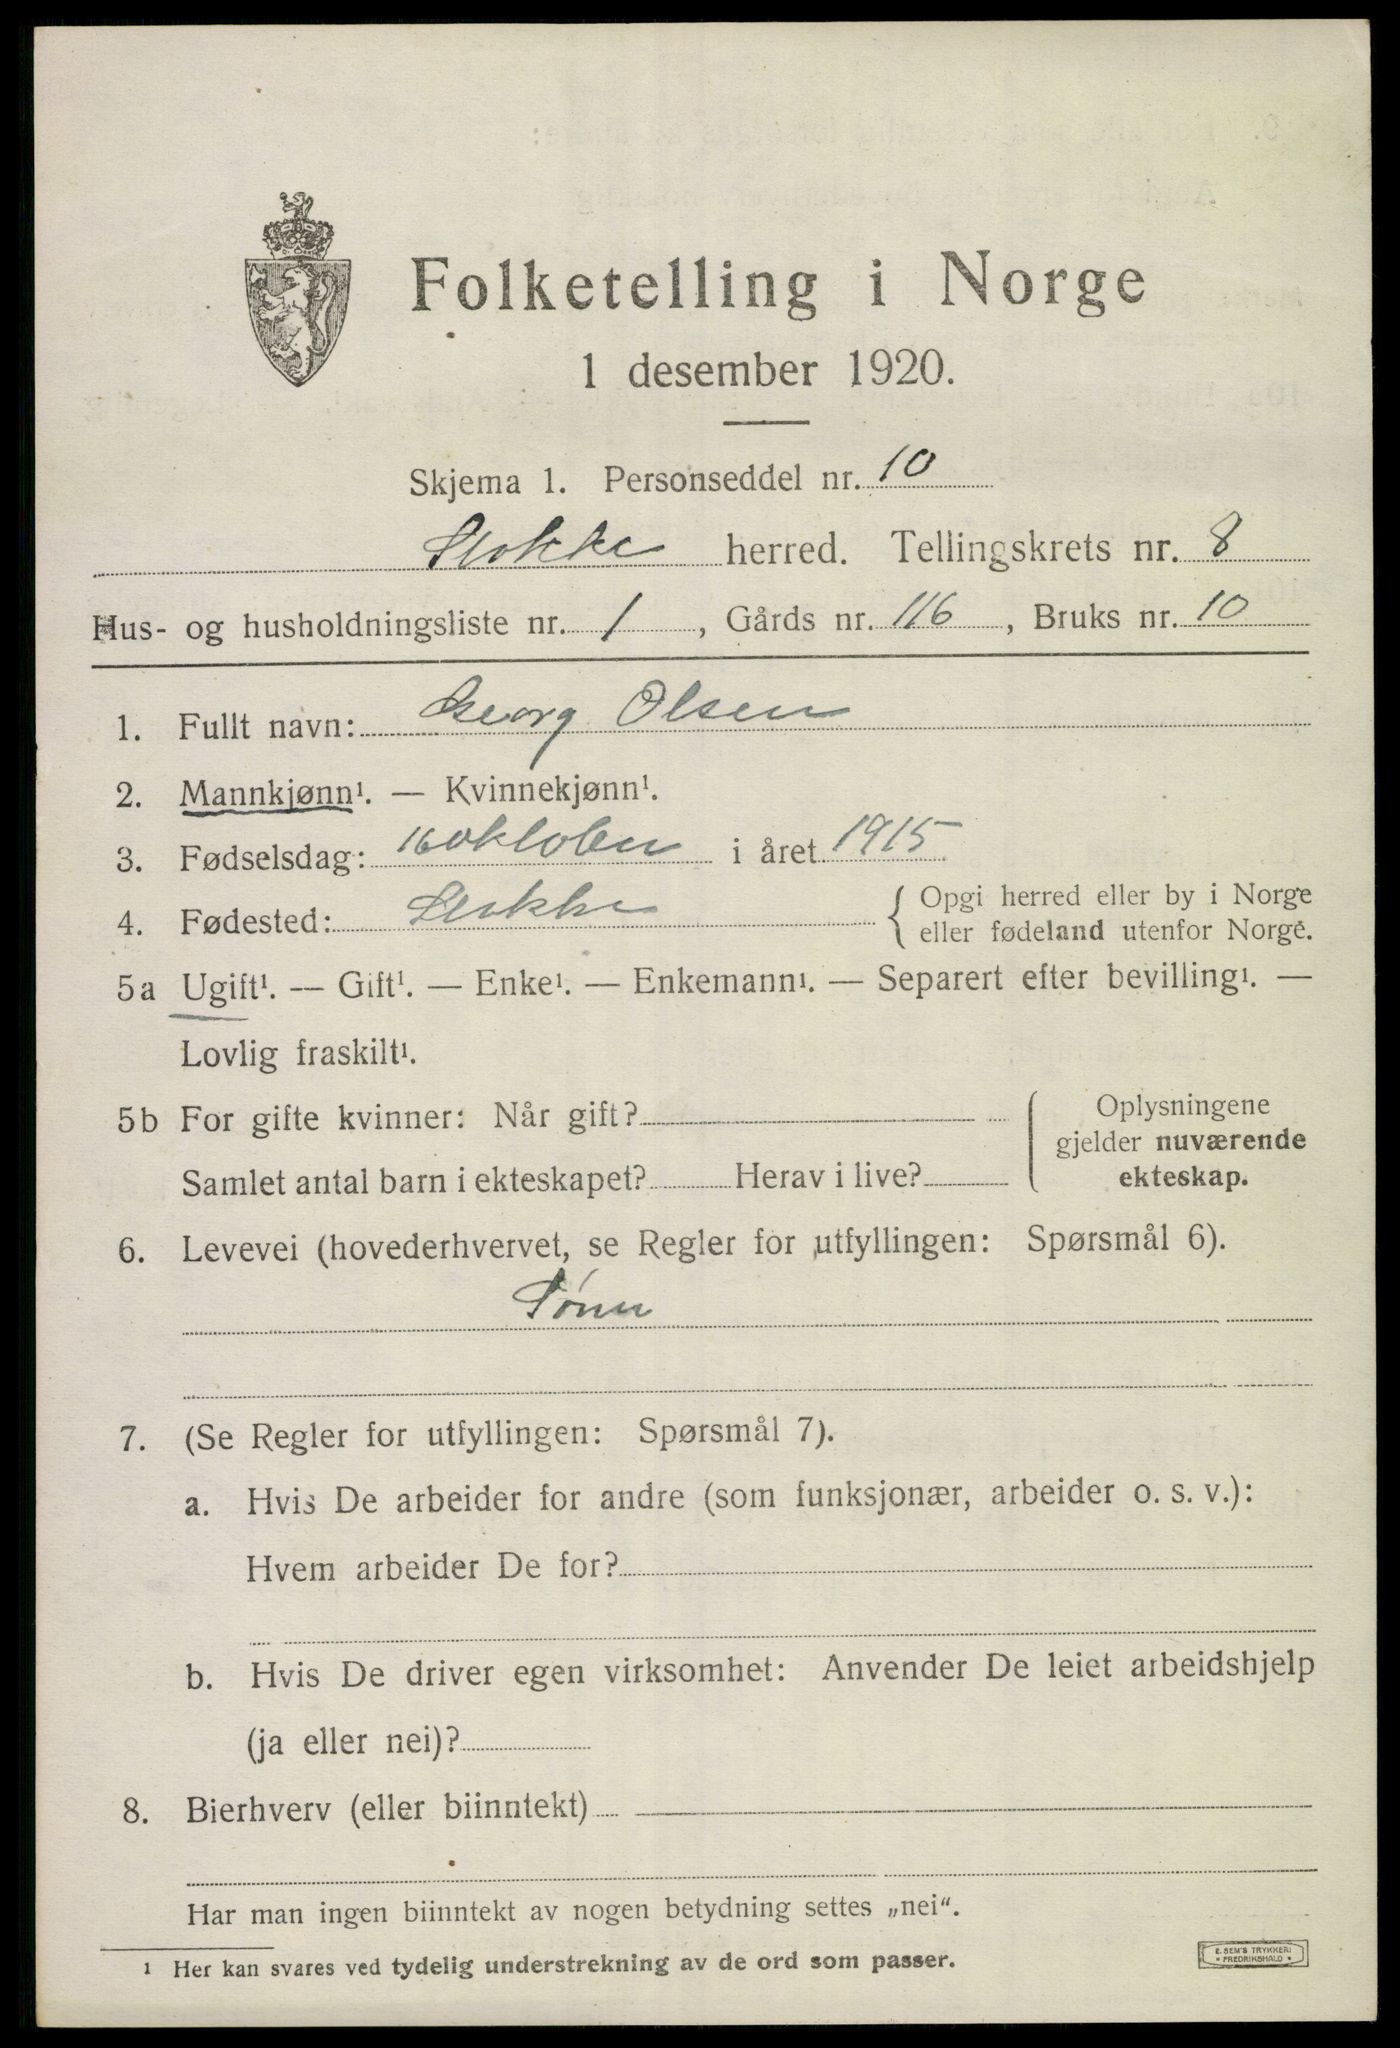 Folketelling i Norge
1 desember 1920.
Skjema 1. Personseddel nr. 10
Stokke herred. Tellingskrets nr. 8
Hus- og husholdningsliste nr. 1, Gårds nr. 116, Bruks nr. 10
1. Fullt navn: Georg Olsen
2. Mannkjønn¹. — Kvinnekjønn¹.
3. Fødselsdag: 16 oktober i året 1915
4. Fødested: Stokke { Opgi herred eller by i Norge
eller fødeland utenfor Norge.
5a Ugift¹. — Gift¹. — Enke¹. — Enkemann¹. — Separert efter bevilling¹. —
Lovlig fraskilt¹.
5b For gifte kvinner: Når gift? { Oplysningene
gjelder nuværende
Samlet antal barn i ekteskapet? Herav i live? ekteskap.
6. Levevei (hovederhvervet, se Regler for utfyllingen: Spørsmål 6).
Sønn
7. (Se Regler for utfyllingen: Spørsmål 7).
a. Hvis De arbeider for andre (som funksjonær, arbeider o. s. v.):
Hvem arbeider De for?
b. Hvis De driver egen virksomhet: Anvender De leiet arbeidshjelp
(ja eller nei)?
8. Bierhverv (eller biinntekt)
Har man ingen biinntekt av nogen betydning settes „nei“.
¹ Her kan svares ved tydelig understrekning av de ord som passer.
E. SEM'S TRYKKERI
• FREDRIKSHALD •